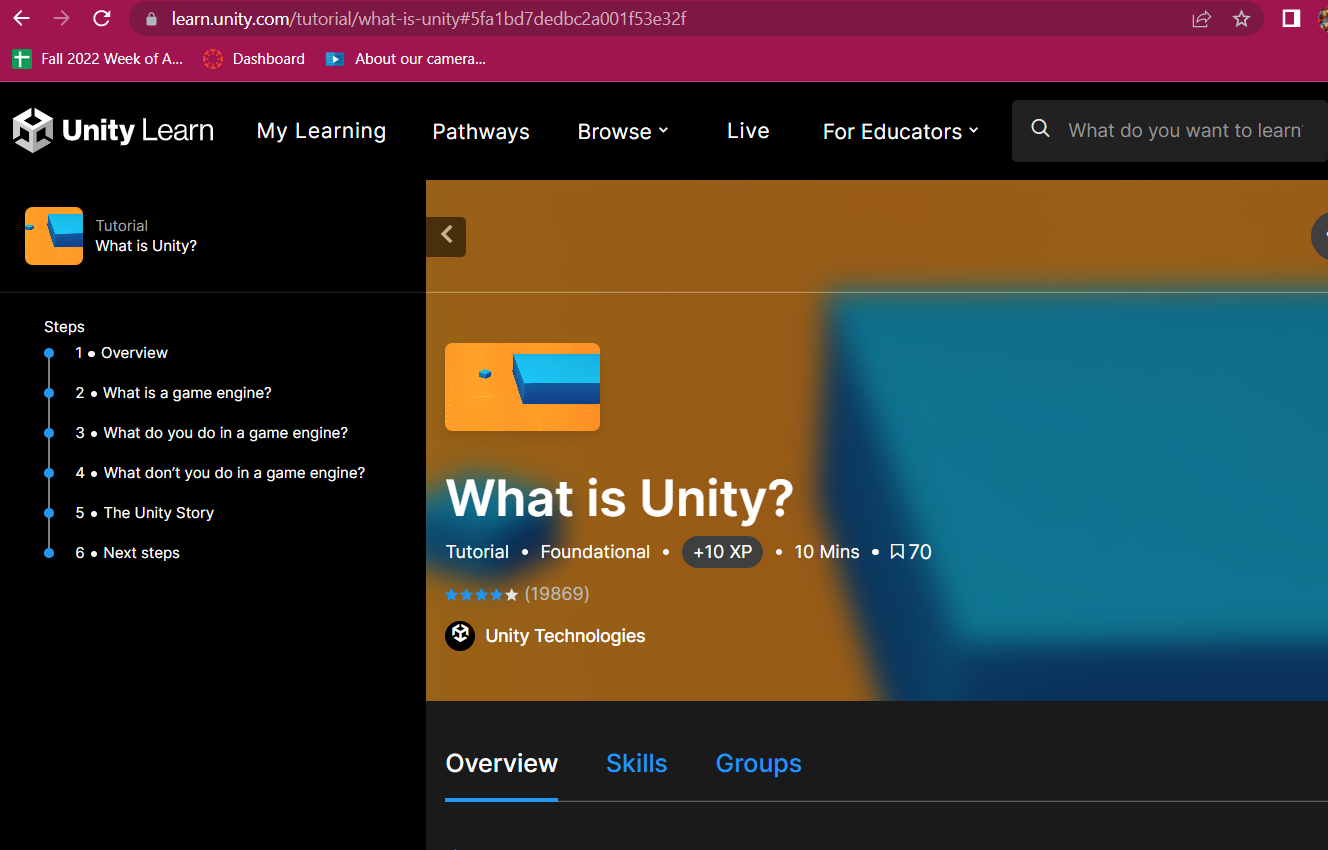 learn.unity.com/tutorial/what-is-unity#5fa1bd7dedbc2a001f53e32f
Fall 2022 Week of A... Dashboard About our camera...
Unity Learn My Learning Pathways Browse Live For Educators What do you want to learn
Tutorial
What is Unity?
Steps
1 • Overview
2 • What is a game engine?
3 • What do you do in a game engine?
4 • What don’t you do in a game engine?
5 • The Unity Story
6 • Next steps
What is Unity?
Tutorial • Foundational • +10 XP • 10 Mins • 70
(19869)
Unity Technologies
Overview Skills Groups